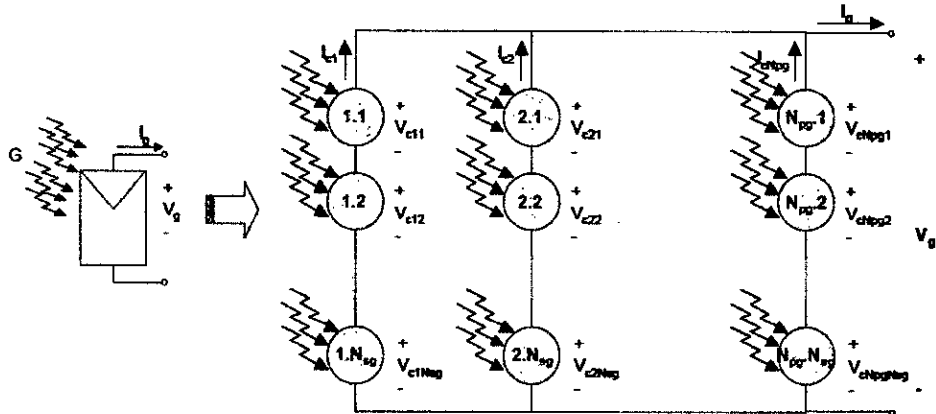 I_g
I_c1
I_c2
I_cNpg
1.1
+
V_c11
-
2.1
+
V_c21
-
N_pg.1
+
V_cNpg1
-
+
G
I_g
+
V_g
-
1.2
V_c12
-
2.2
V_c22
-
N_pg.2
V_cNpg2
-
V_g
1.N_sg
+
V_c1Nsg
-
2.N_sg
+
V_c2Nsg
-
N_pg.N_sg
+
V_cNpgNsg
-
-